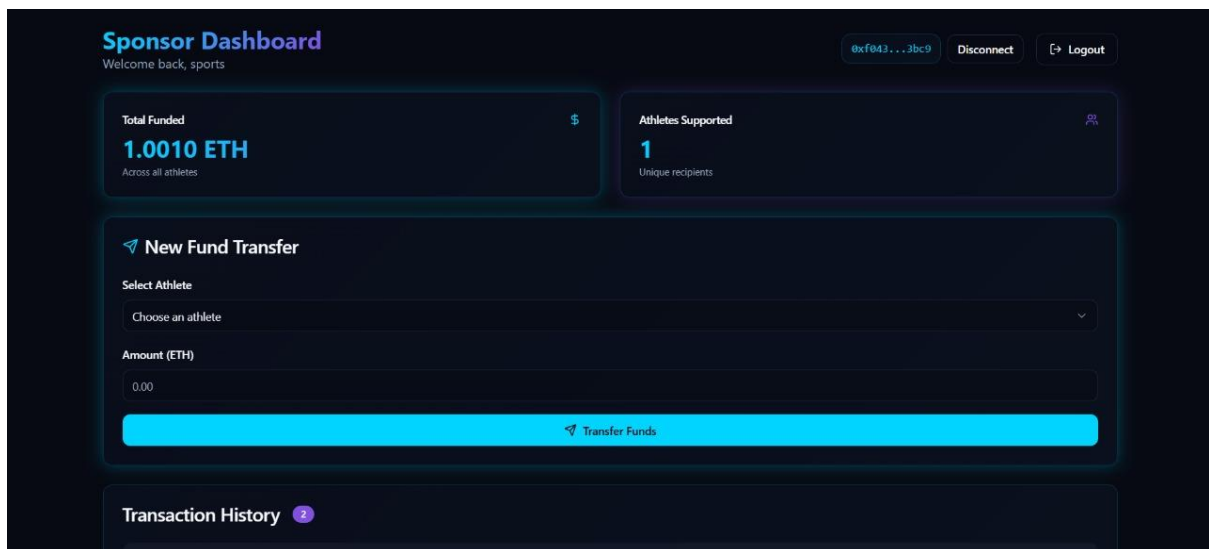 Sponsor Dashboard
Welcome back, sports
0xf043...3bc9
Disconnect
Logout
Total Funded
$
1.0010 ETH
Across all athletes
Athletes Supported
1
Unique recipients
New Fund Transfer
Select Athlete
Choose an athlete
Amount (ETH)
0.00
Transfer Funds
Transaction History 2